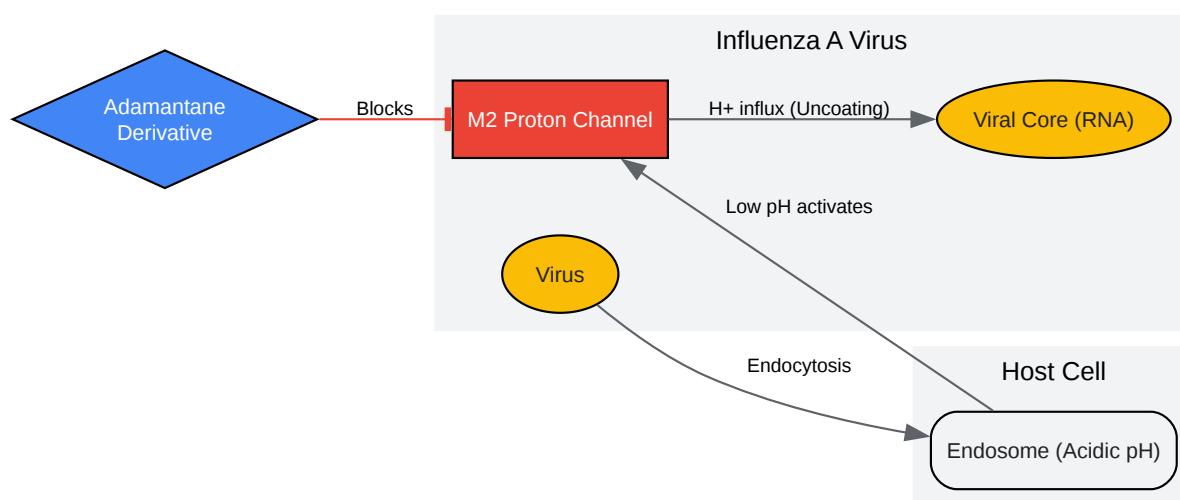 Influenza A Virus
Adamantane
Derivative
Blocks
M2 Proton Channel
H+ influx (Uncoating)
Viral Core (RNA)
Low pH activates
Virus
Endocytosis
Host Cell
Endosome (Acidic pH)